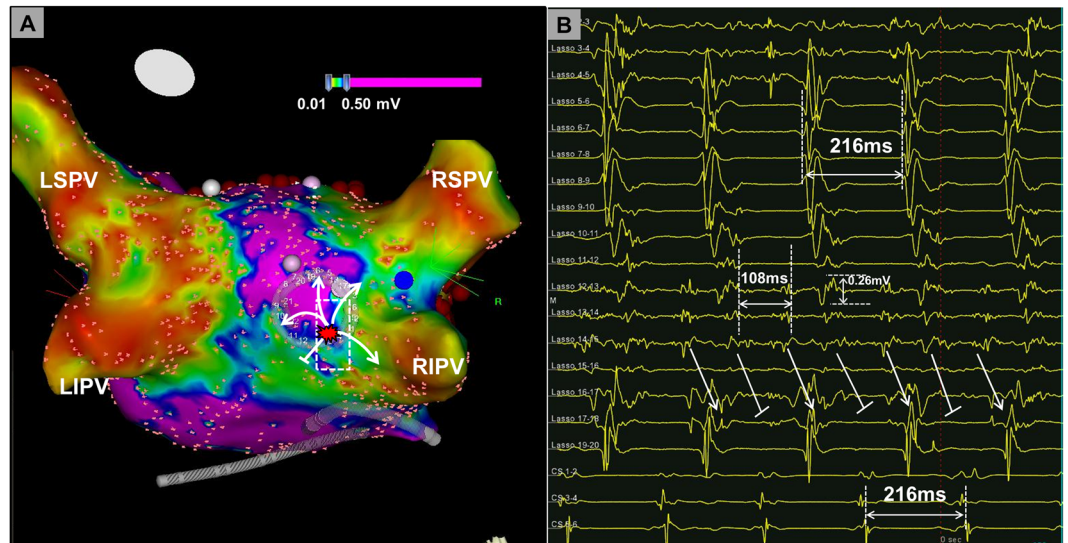 A
0.01 0.50 mV
LSPV
RSPV
LIPV
RIPV
R
B
Lasso 3-4
Lasso 4-5
Lasso 5-6
Lasso 6-7
Lasso 7-8
Lasso 8-9
Lasso 9-10
Lasso 10-11
Lasso 11-12
Lasso 12-13
M
Lasso 13-14
Lasso 14-15
Lasso 15-16
Lasso 16-17
Lasso 17-18
Lasso 19-20
CS 1-2
CS 3-4
216ms
108ms
0.26mV
216ms
0 sec